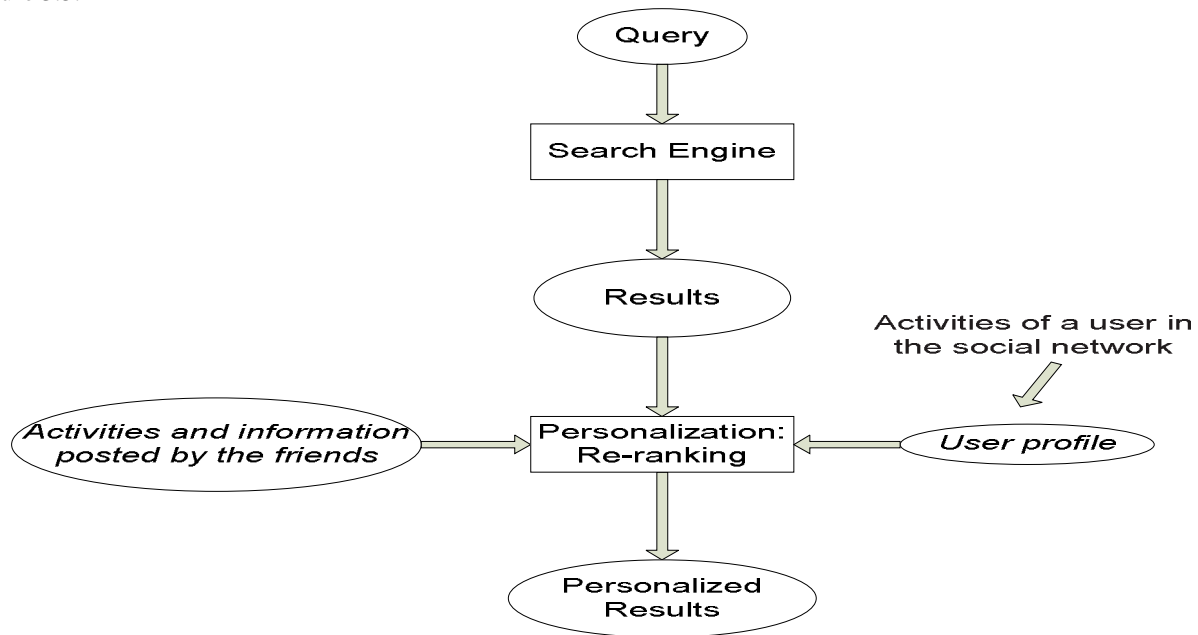 Query
Search Engine
Results
Activities of a user in
the social network
Activities and information
posted by the friends
Personalization:
Re-ranking
User profile
Personalized
Results